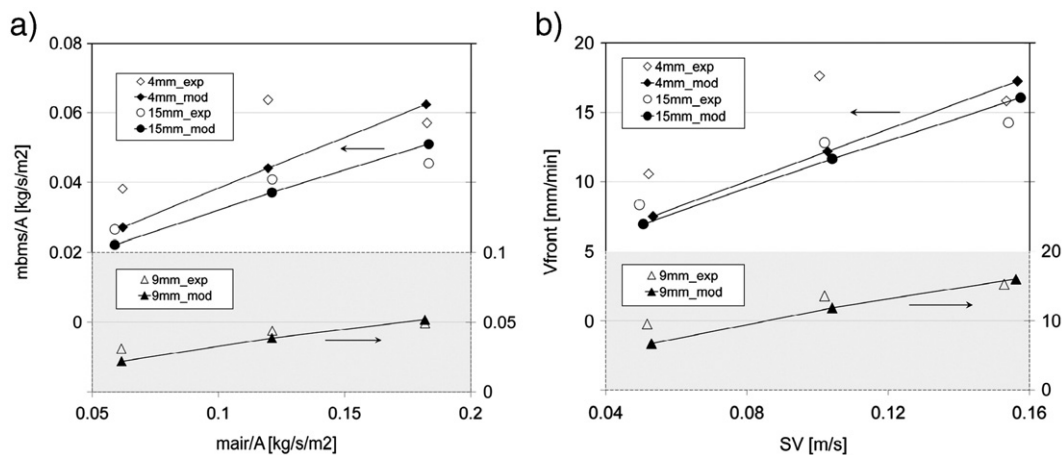 a)
mbms/A [kg/s/m2]
0.08
0.06
0.04
0.02
0
4mm_exp
4mm_mod
15mm_exp
15mm_mod
9mm_exp
9mm_mod
0.1
0.05
0
0.05
0.1
0.15
0.2
mair/A [kg/s/m2]
b)
Vfront [mm/min]
20
15
10
5
0
4mm_exp
4mm_mod
15mm_exp
15mm_mod
9mm_exp
9mm_mod
20
10
0
0.04
0.08
0.12
0.16
SV [m/s]